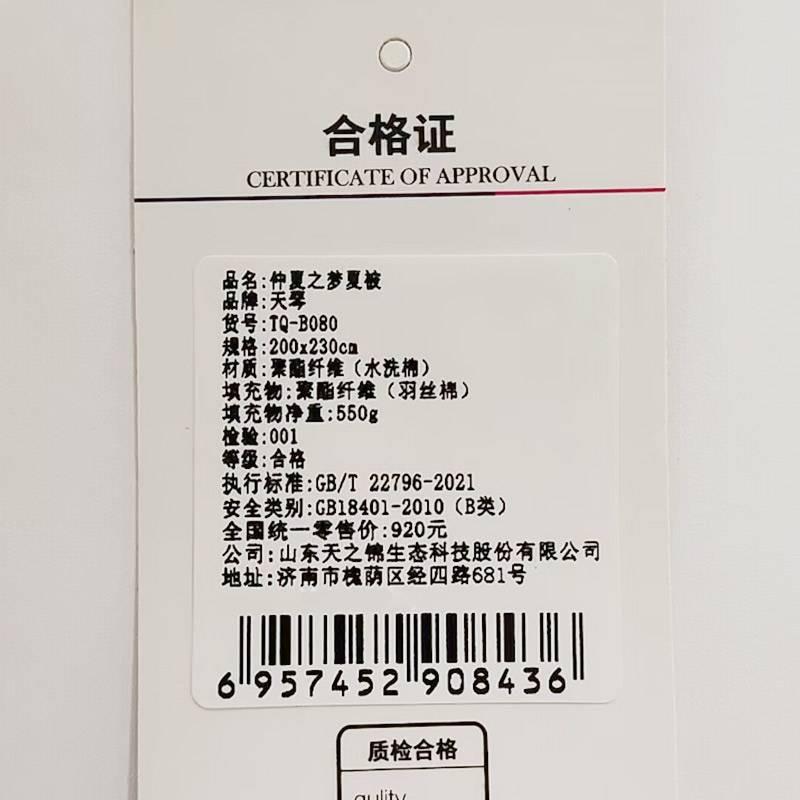 合格证
CERTIFICATE OF APPROVAL
品名:仲夏之梦夏被
品牌:天琴
货号:TQ-B080
规格:200x230cm
材质:聚酯纤维（水洗棉）
填充物:聚酯纤维（羽丝棉）
填充物净重:550g
检验:001
等级:合格
执行标准:GB/T 22796-2021
安全类别:GB18401-2010（B类）
全国统一零售价:920元
公司:山东天之锦生态科技股份有限公司
地址:济南市槐荫区经四路681号
6 957452 908436
质检合格
qulity